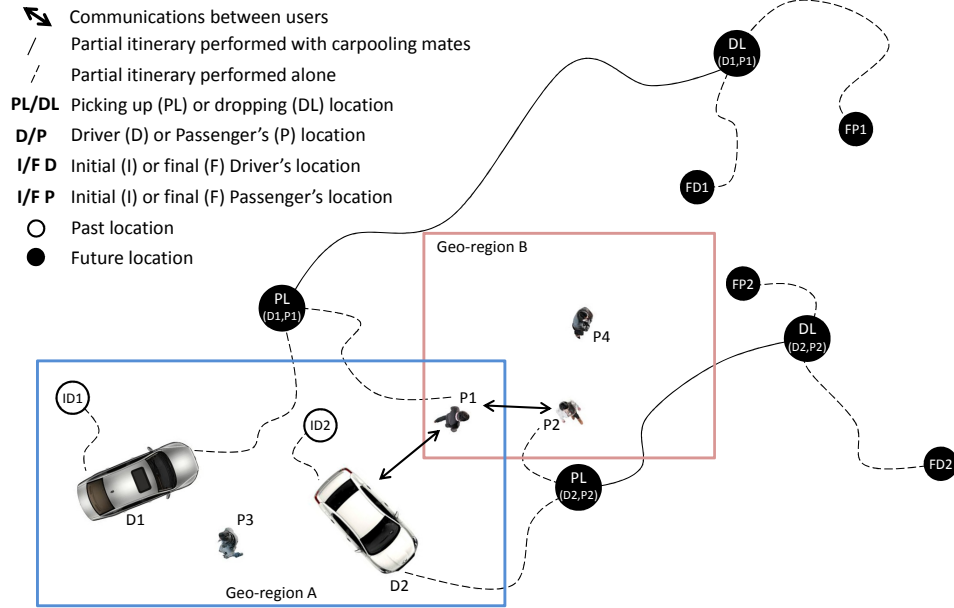 Communications between users
Partial itinerary performed with carpooling mates
Partial itinerary performed alone
PL/DL Picking up (PL) or dropping (DL) location
D/P Driver (D) or Passenger's (P) location
I/F D Initial (I) or final (F) Driver's location
I/F P Initial (I) or final (F) Passenger's location
Past location
Future location
DL
(D1,P1)
FP1
FD1
Geo-region B
PL
(D1,P1)
FP2
DL
(D2,P2)
P4
ID1
P1
ID2
P2
FD2
PL
(D2,P2)
D1
P3
D2
Geo-region A